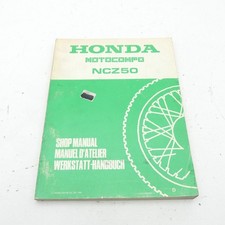 HONDA
MOTOCOMPO
NCZ50
SHOP MANUAL
MANUEL D'ATELIER
WERKSTATT-HANDBUCH